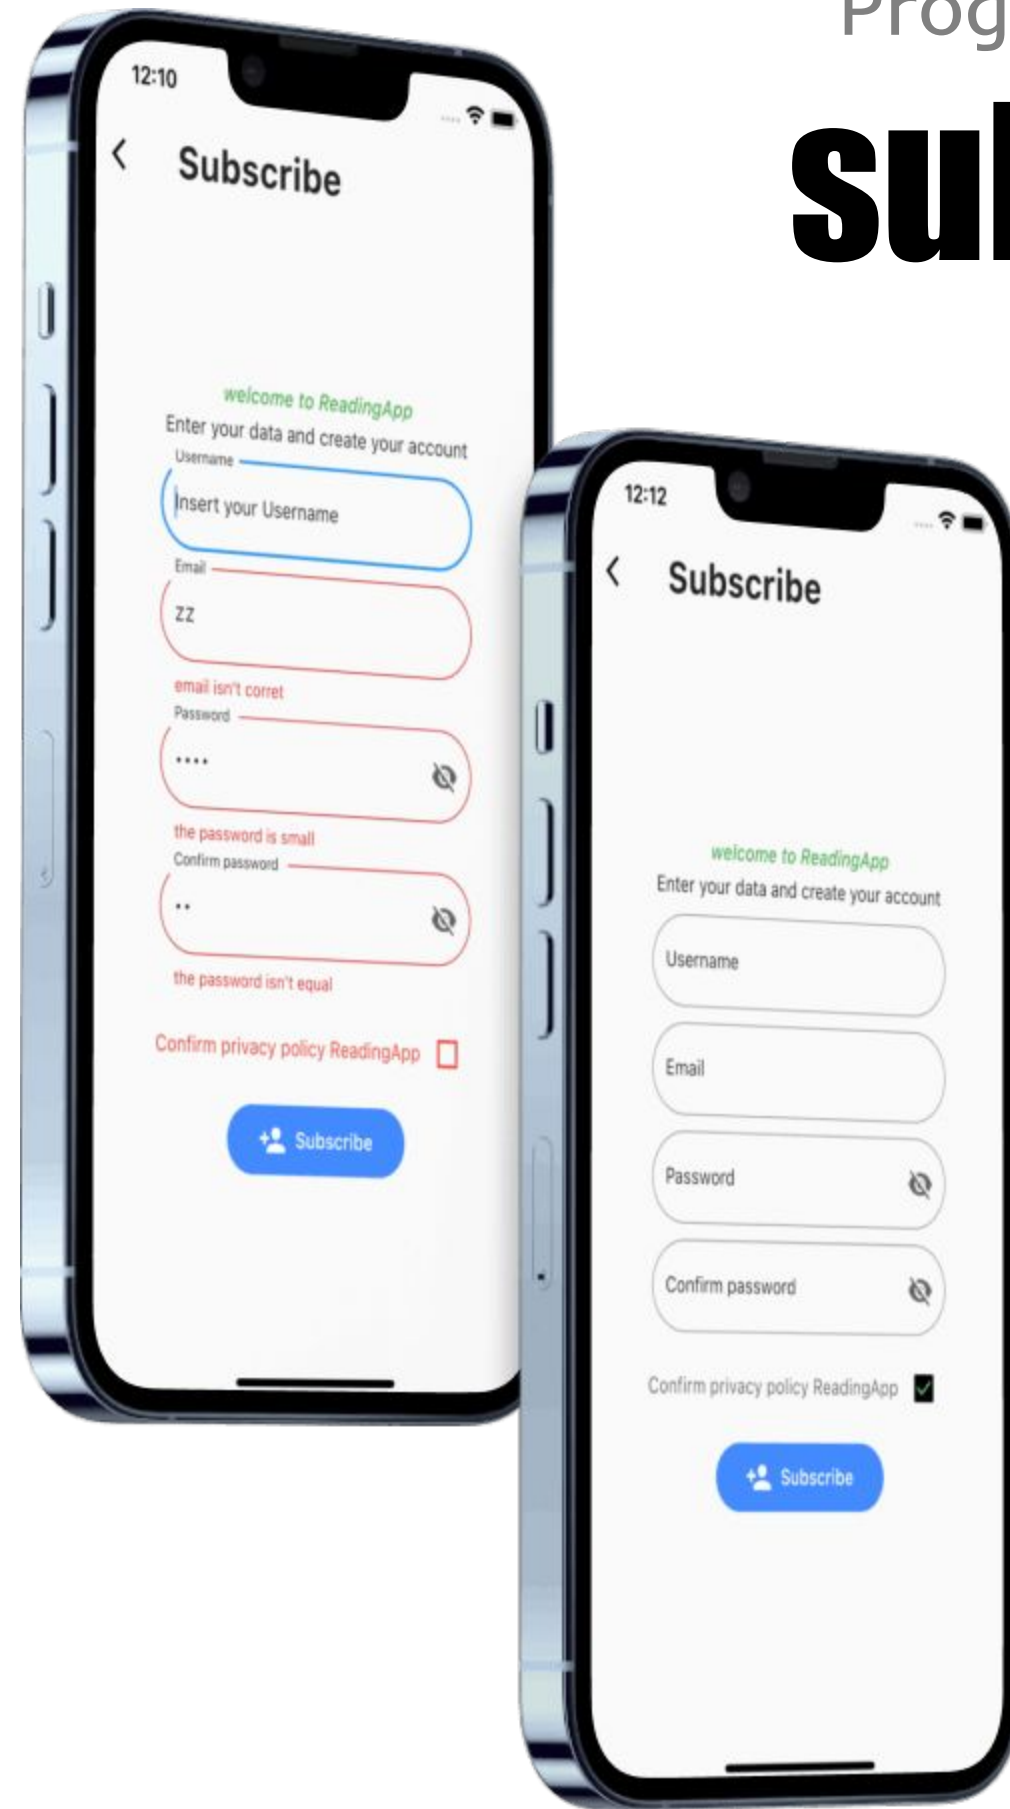 Prog
sub
12:10
Subscribe
welcome to ReadingApp
Enter your data and create your account
Username
Insert your Username
Email
zz
email isn't corret
Password
the password is small
Confirm password
the password isn't equal
Confirm privacy policy ReadingApp
Subscribe
12:12
Subscribe
welcome to ReadingApp
Enter your data and create your account
Username
Email
Password
Confirm password
Confirm privacy policy ReadingApp
Subscribe